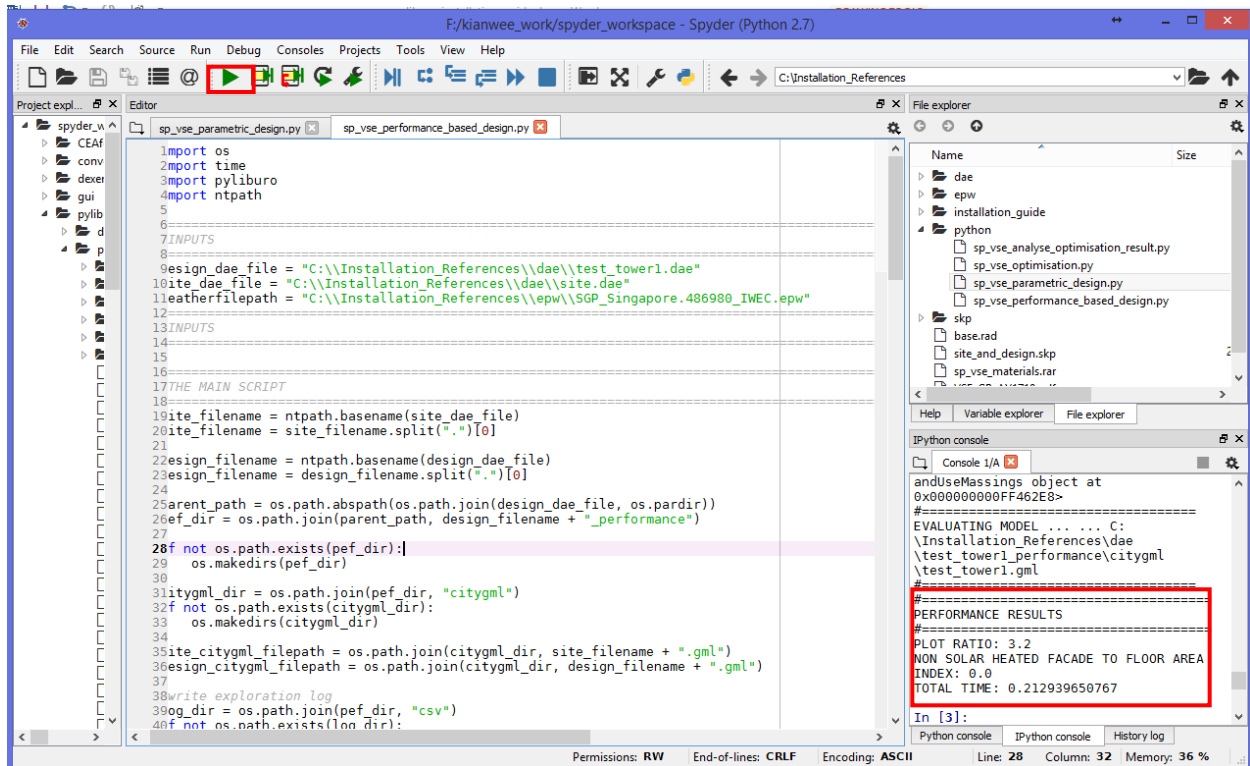 F:/kianwee_work/spyder_workspace - Spyder (Python 2.7)
File Edit Search Source Run Debug Consoles Projects Tools View Help
C:\Installation_References
Project expl...
spyder_w
CEAf
conv
dexer
gui
pylib
d
p
Editor
sp_vse_parametric_design.py
sp_vse_performance_based_design.py
1mport os
2mport time
3mport pyliburo
4mport ntpath
5
6=====================================================================================
7INPUTS
8=====================================================================================
9esign_dae_file = "C:\\Installation_References\\dae\\test_tower1.dae"
10ite_dae_file = "C:\\Installation_References\\dae\\site.dae"
11eatherfilepath = "C:\\Installation_References\\epw\\SGP_Singapore.486980_IWEC.epw"
12=====================================================================================
13INPUTS
14=====================================================================================
15
16=====================================================================================
17THE MAIN SCRIPT
18=====================================================================================
19ite_filename = ntpath.basename(site_dae_file)
20ite_filename = site_filename.split(".")[0]
21
22esign_filename = ntpath.basename(design_dae_file)
23esign_filename = design_filename.split(".")[0]
24
25arent_path = os.path.abspath(os.path.join(design_dae_file, os.pardir))
26ef_dir = os.path.join(parent_path, design_filename + "_performance")
27
28f not os.path.exists(pef_dir):
29   os.makedirs(pef_dir)
30
31itygml_dir = os.path.join(pef_dir, "citygml")
32f not os.path.exists(citygml_dir):
33   os.makedirs(citygml_dir)
34
35ite_citygml_filepath = os.path.join(citygml_dir, site_filename + ".gml")
36esign_citygml_filepath = os.path.join(citygml_dir, design_filename + ".gml")
37
38write exploration log
39og_dir = os.path.join(pef_dir, "csv")
40f not os.path.exists(log_dir):
File explorer
Name Size
dae
epw
installation_guide
python
sp_vse_analyse_optimisation_result.py
sp_vse_optimisation.py
sp_vse_parametric_design.py
sp_vse_performance_based_design.py
skp
base.rad
site_and_design.skp
sp_vse_materials.rar
Help Variable explorer File explorer
IPython console
Console 1/A
andUseMassings object at
0x000000000FF462E8>
#===================================
EVALUATING MODEL ... ... C:
\Installation_References\dae
\test_tower1_performance\citygml
\test_tower1.gml
#===================================
#=====================================
PERFORMANCE RESULTS
#=====================================
PLOT RATIO: 3.2
NON SOLAR HEATED FACADE TO FLOOR AREA
INDEX: 0.0
TOTAL TIME: 0.212939650767
In [3]:
Python console IPython console History log
Permissions: RW End-of-lines: CRLF Encoding: ASCII Line: 28 Column: 32 Memory: 36 %